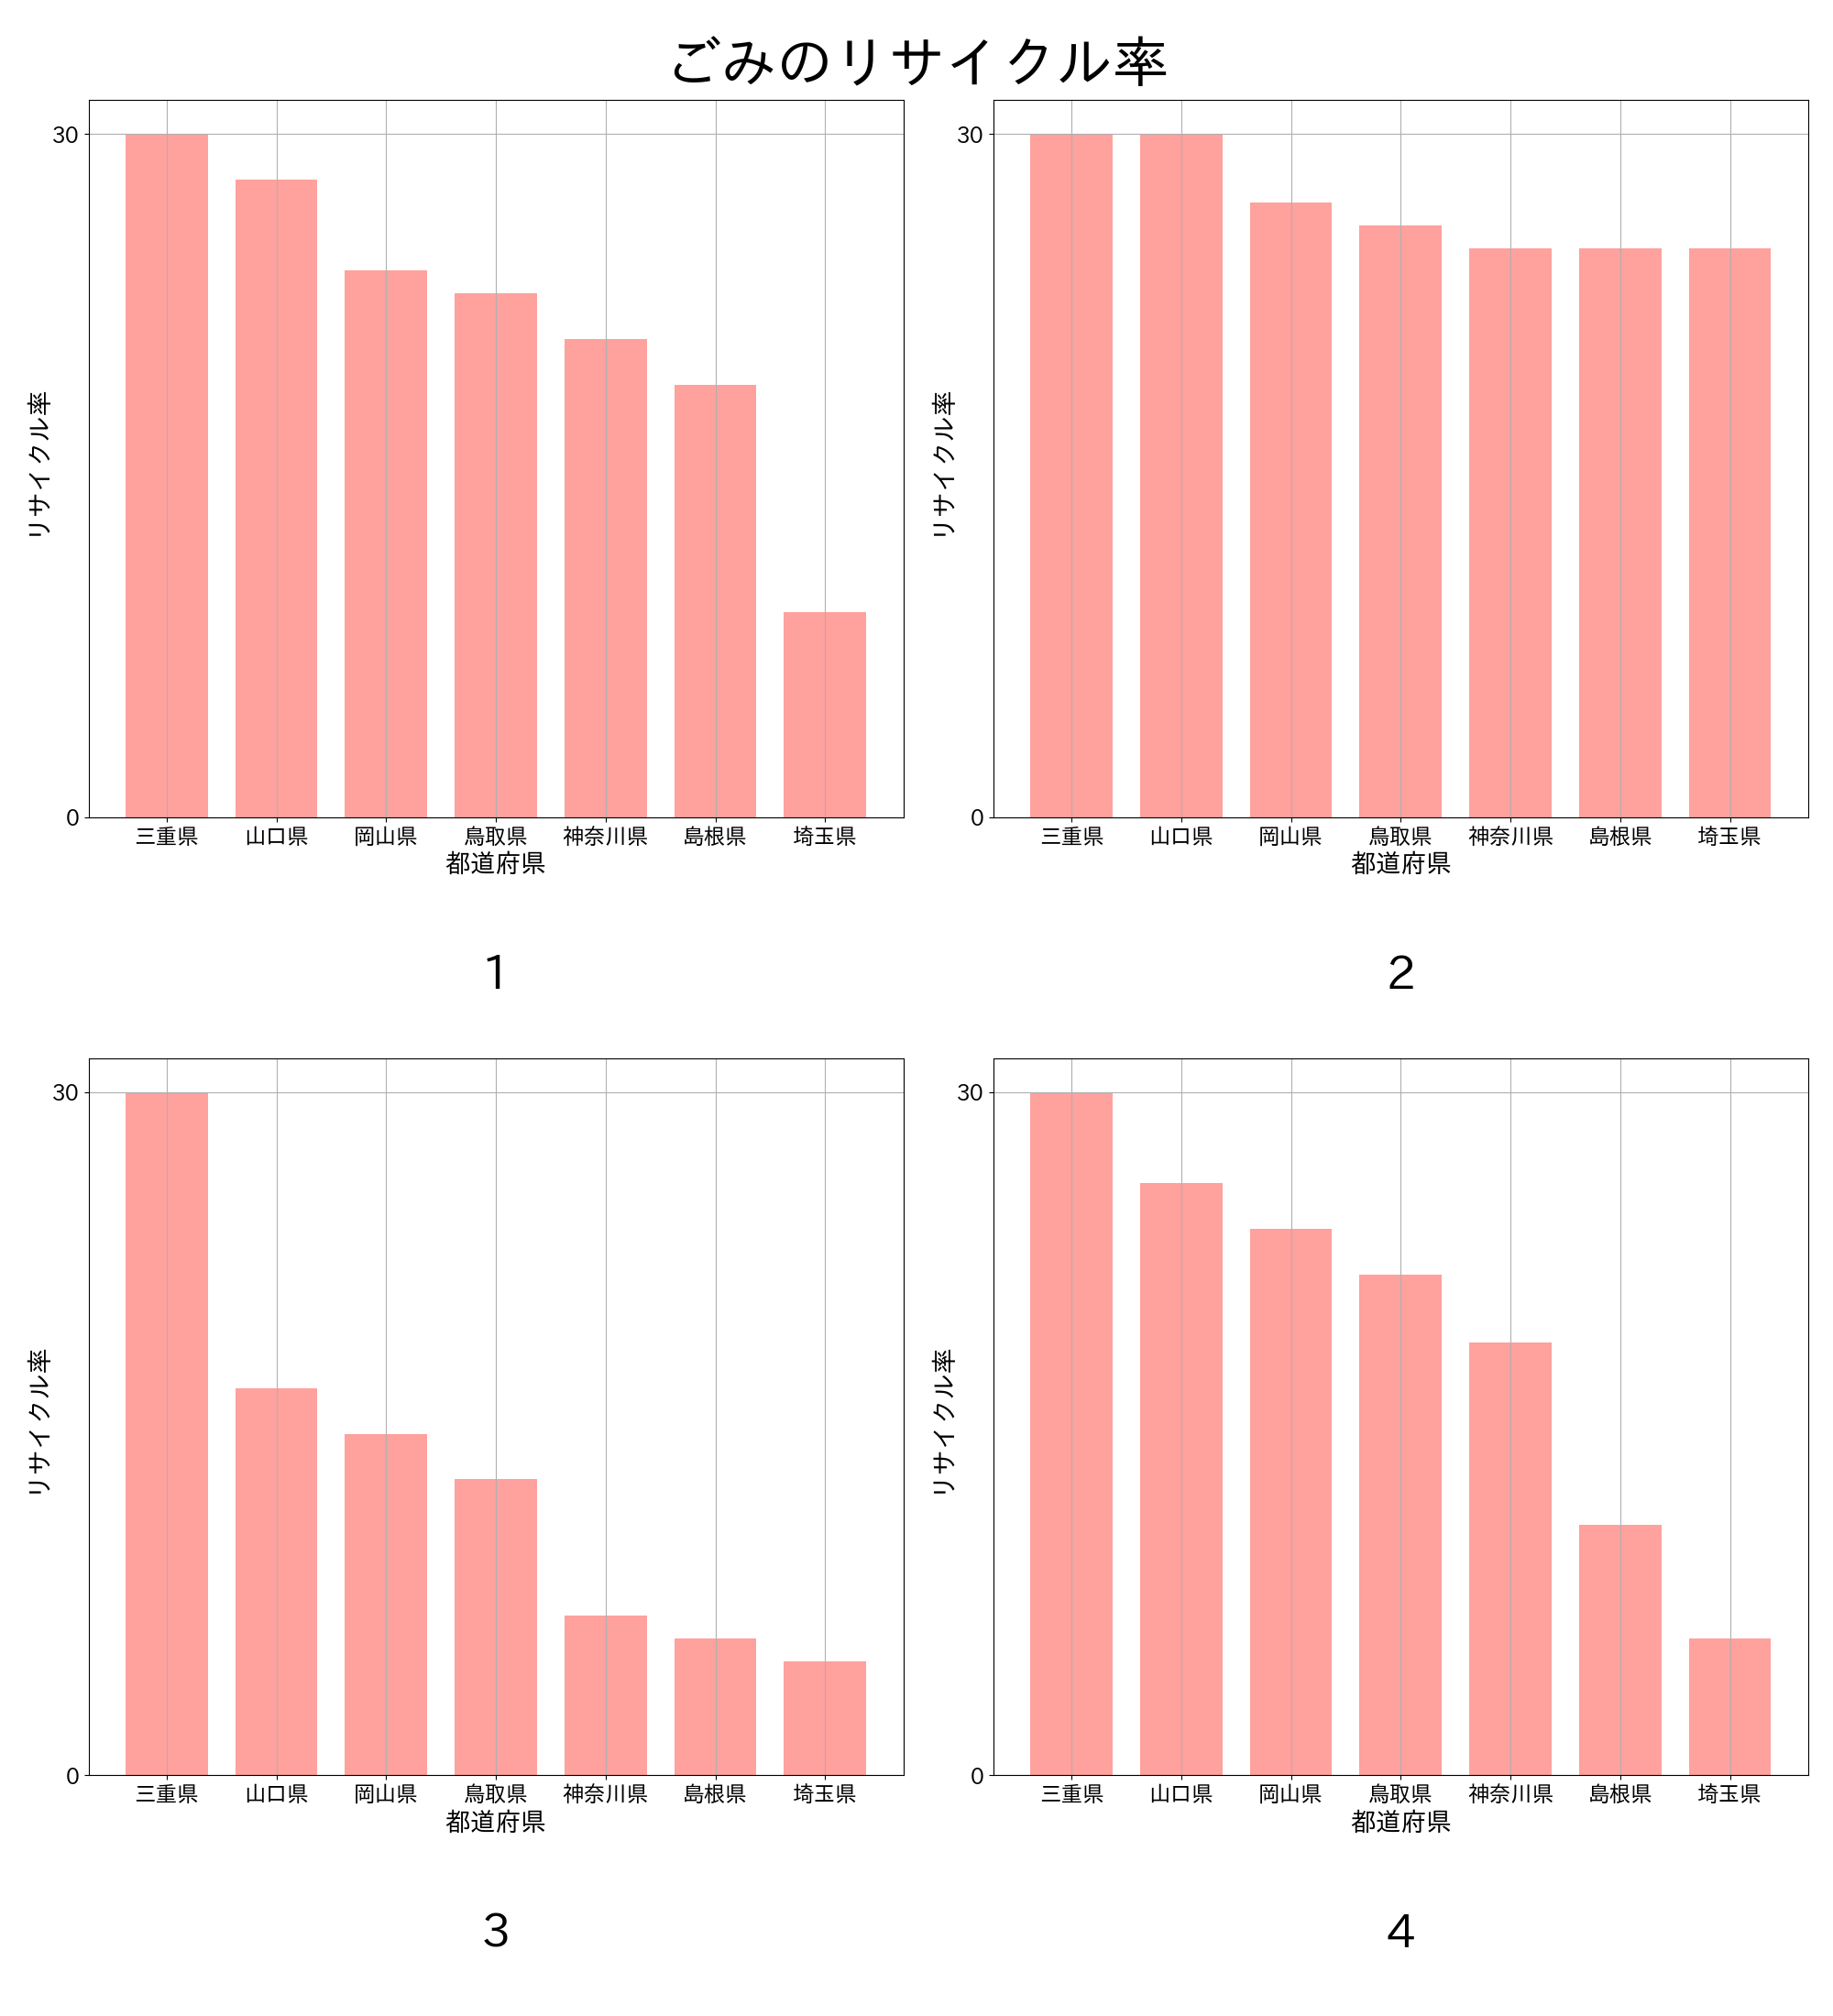 ごみのリサイクル率
30
0
リサイクル率
三重県 山口県 岡山県 鳥取県 神奈川県 島根県 埼玉県
都道府県
1
30
0
リサイクル率
三重県 山口県 岡山県 鳥取県 神奈川県 島根県 埼玉県
都道府県
2
30
0
リサイクル率
三重県 山口県 岡山県 鳥取県 神奈川県 島根県 埼玉県
都道府県
3
30
0
リサイクル率
三重県 山口県 岡山県 鳥取県 神奈川県 島根県 埼玉県
都道府県
4